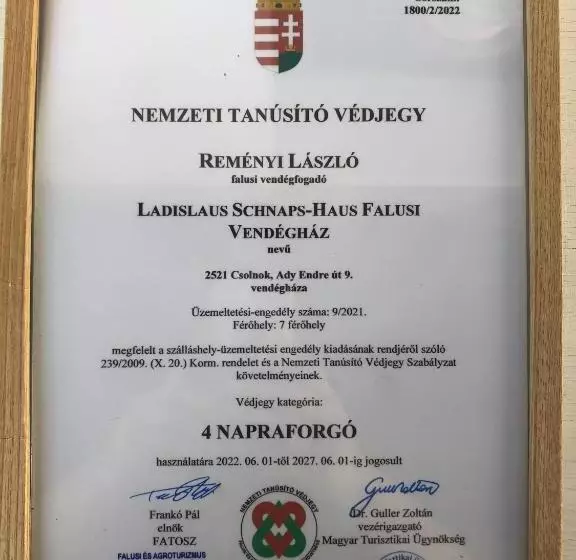 1800/2/2022
NEMZETI TANÚSÍTÓ VÉDJEGY
REMÉNYI LÁSZLÓ
falusi vendégfogadó
LADISLAUS SCHNAPS-HAUS FALUSI
VENDÉGHÁZ
nevű
2521 Csolnok, Ady Endre út 9.
vendégháza
Üzemeltetési-engedély száma: 9/2021.
Férőhely: 7 férőhely
megfelelt a szálláshely-üzemeltetési engedély kiadásának rendjéről szóló
239/2009. (X. 20.) Korm. rendelet és a Nemzeti Tanúsító Védjegy Szabályzat
követelményeinek.
Védjegy kategória:
4 NAPRAFORGÓ
használatára 2022. 06. 01-től 2027. 06. 01-ig jogosult
Frankó Pál
elnök
FATOSZ
FALUSI ÉS AGROTURIZMUS
NEMZETI TANÚSÍTÓ VÉDJEGY
Dr. Guller Zoltán
vezérigazgató
Magyar Turisztikai Ügynökség